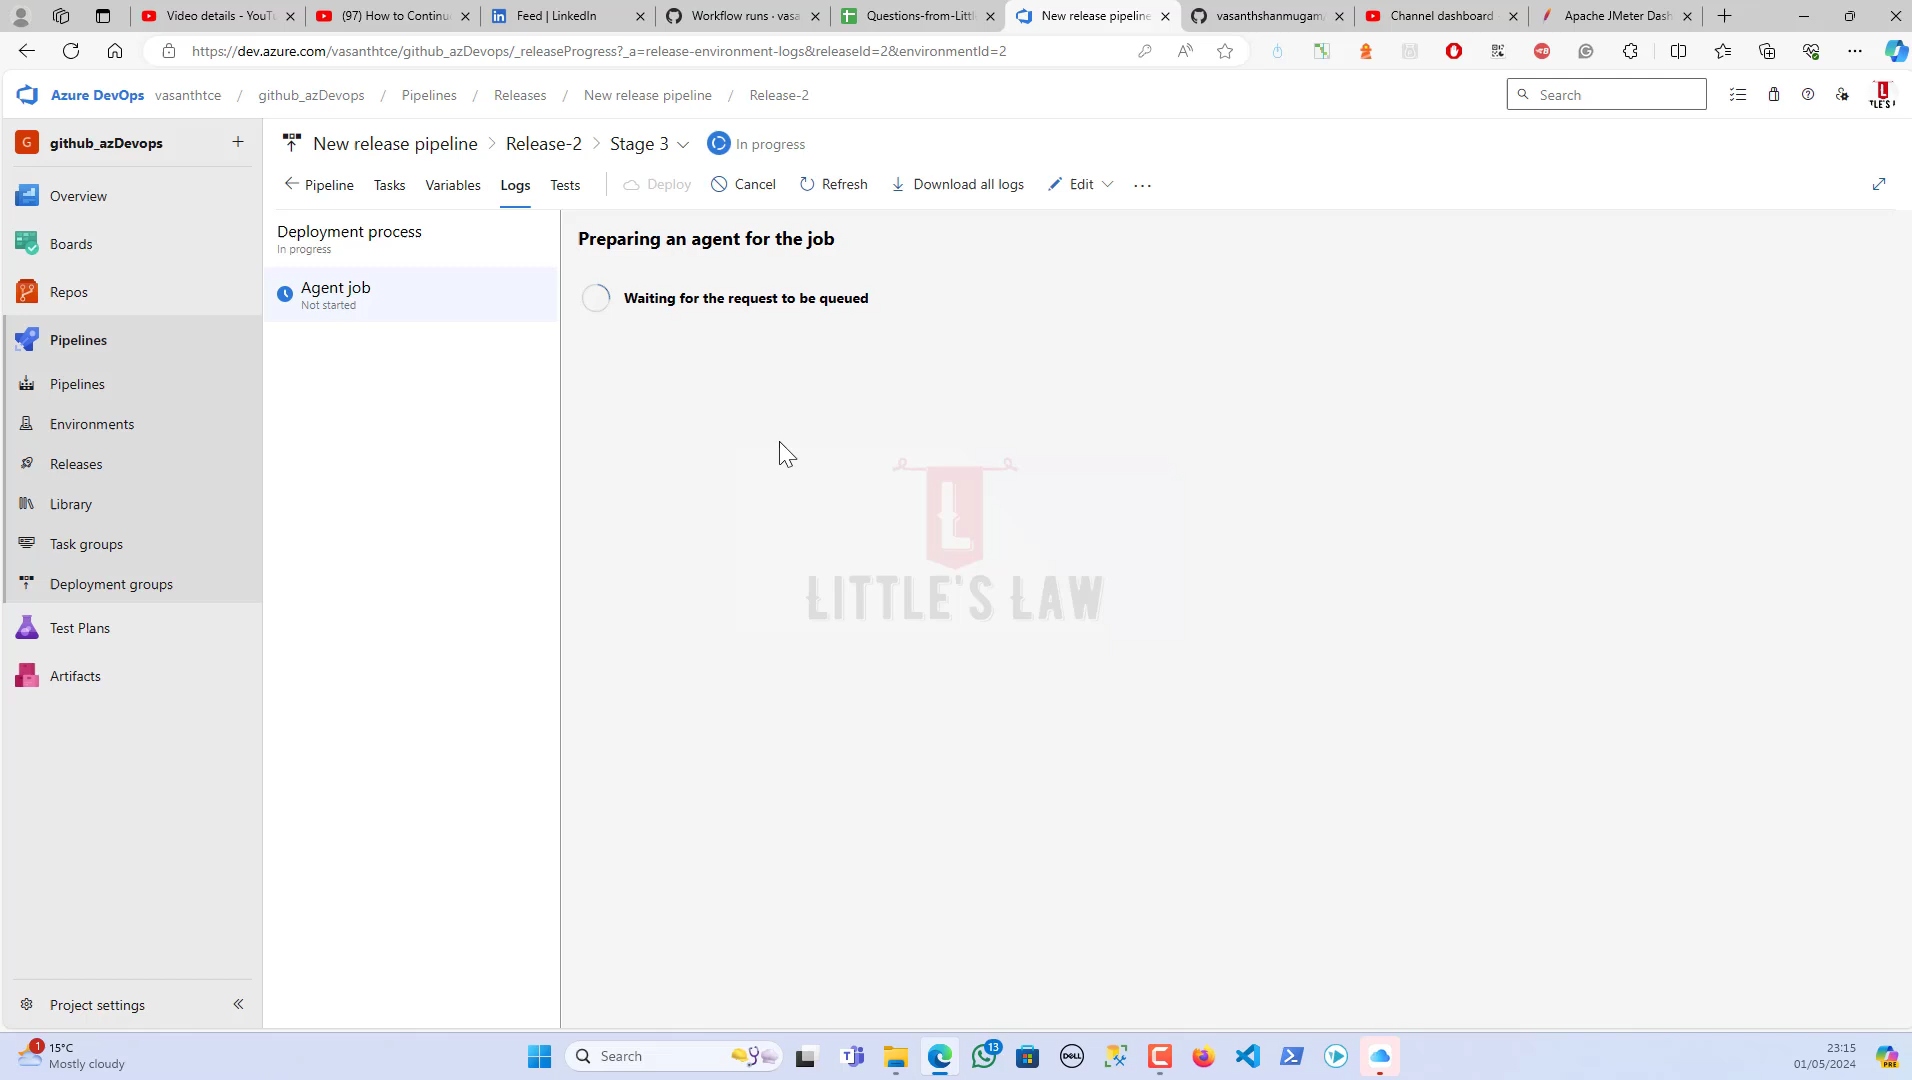 Video details - YouTu
(97) How to Continu
Feed | LinkedIn
Workflow runs · vasa
Questions-from-Littl
New release pipeline
vasanthshanmugam
Channel dashboard
Apache JMeter Dash
https://dev.azure.com/vasanthtce/github_azDevops/_releaseProgress?_a=release-environment-logs&releaseId=2&environmentId=2
Azure DevOps vasanthtce / github_azDevops / Pipelines / Releases / New release pipeline / Release-2
Search
G github_azDevops
New release pipeline > Release-2 > Stage 3
In progress
Pipeline Tasks Variables Logs Tests
Deploy Cancel Refresh Download all logs Edit
Overview
Boards
Repos
Pipelines
Pipelines
Environments
Releases
Library
Task groups
Deployment groups
Test Plans
Artifacts
Project settings
Deployment process
In progress
Agent job
Not started
Preparing an agent for the job
Waiting for the request to be queued
L
LITTLE'S LAW
1
15°C
Mostly cloudy
Search
13
DELL
23:15
01/05/2024
PRE